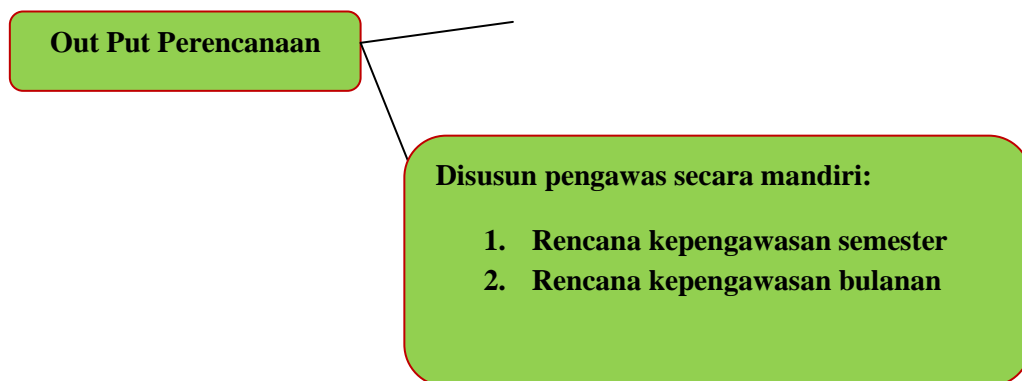 Out Put Perencanaan
Disusun pengawas secara mandiri:
1. Rencana kepengawasan semester
2. Rencana kepengawasan bulanan